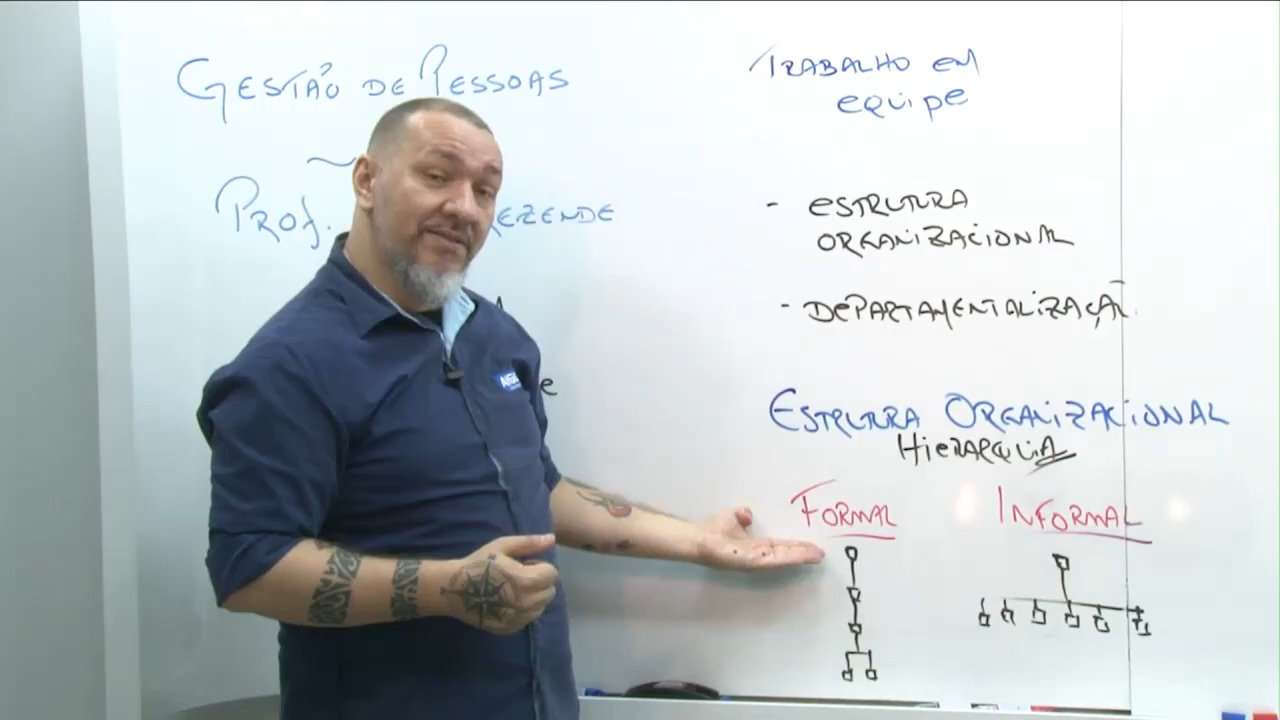 GESTÃO DE PESSOAS
PROF.
TRABALHO EM
equipe
- ESTRUTURA
ORGANIZACIONAL
- DEPARTAMENTALIZAÇÃO
ESTRUTURA ORGANIZACIONAL
HIERARQUIA
FORMAL
INFORMAL